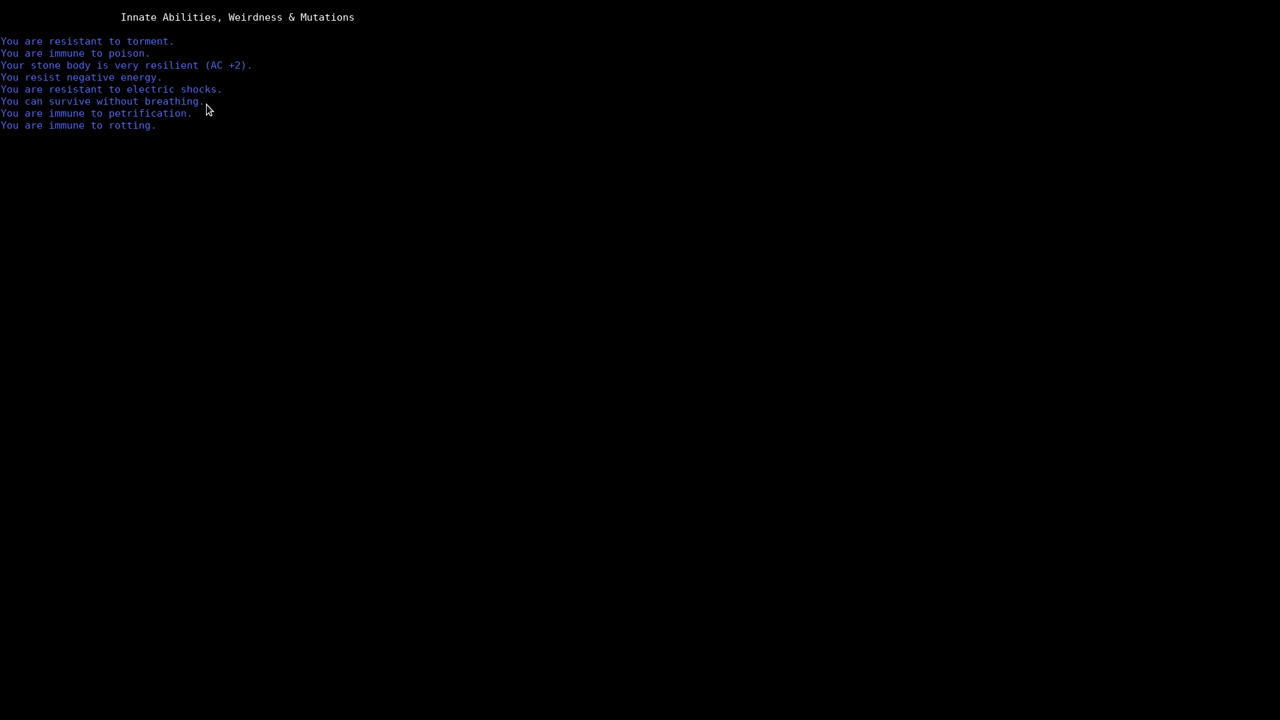 Innate Abilities, Weirdness & Mutations
You are resistant to torment.
You are immune to poison.
Your stone body is very resilient (AC +2).
You resist negative energy.
You are resistant to electric shocks.
You can survive without breathing.
You are immune to petrification.
You are immune to rotting.